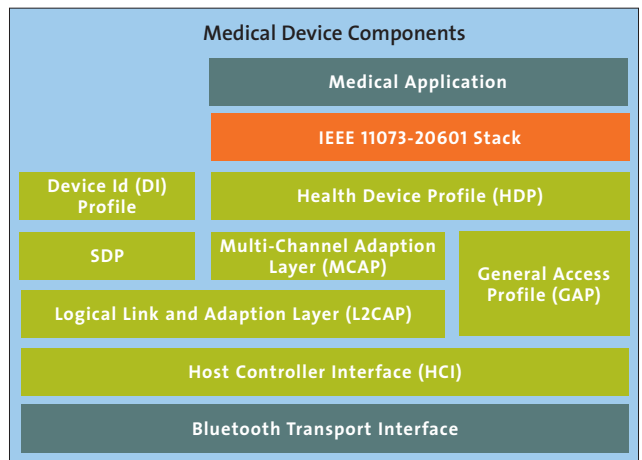 Medical Device Components
Medical Application
IEEE 11073-20601 Stack
Device Id (DI)
Profile
Health Device Profile (HDP)
SDP
Multi-Channel Adaption
Layer (MCAP)
General Access
Profile (GAP)
Logical Link and Adaption Layer (L2CAP)
Host Controller Interface (HCI)
Bluetooth Transport Interface